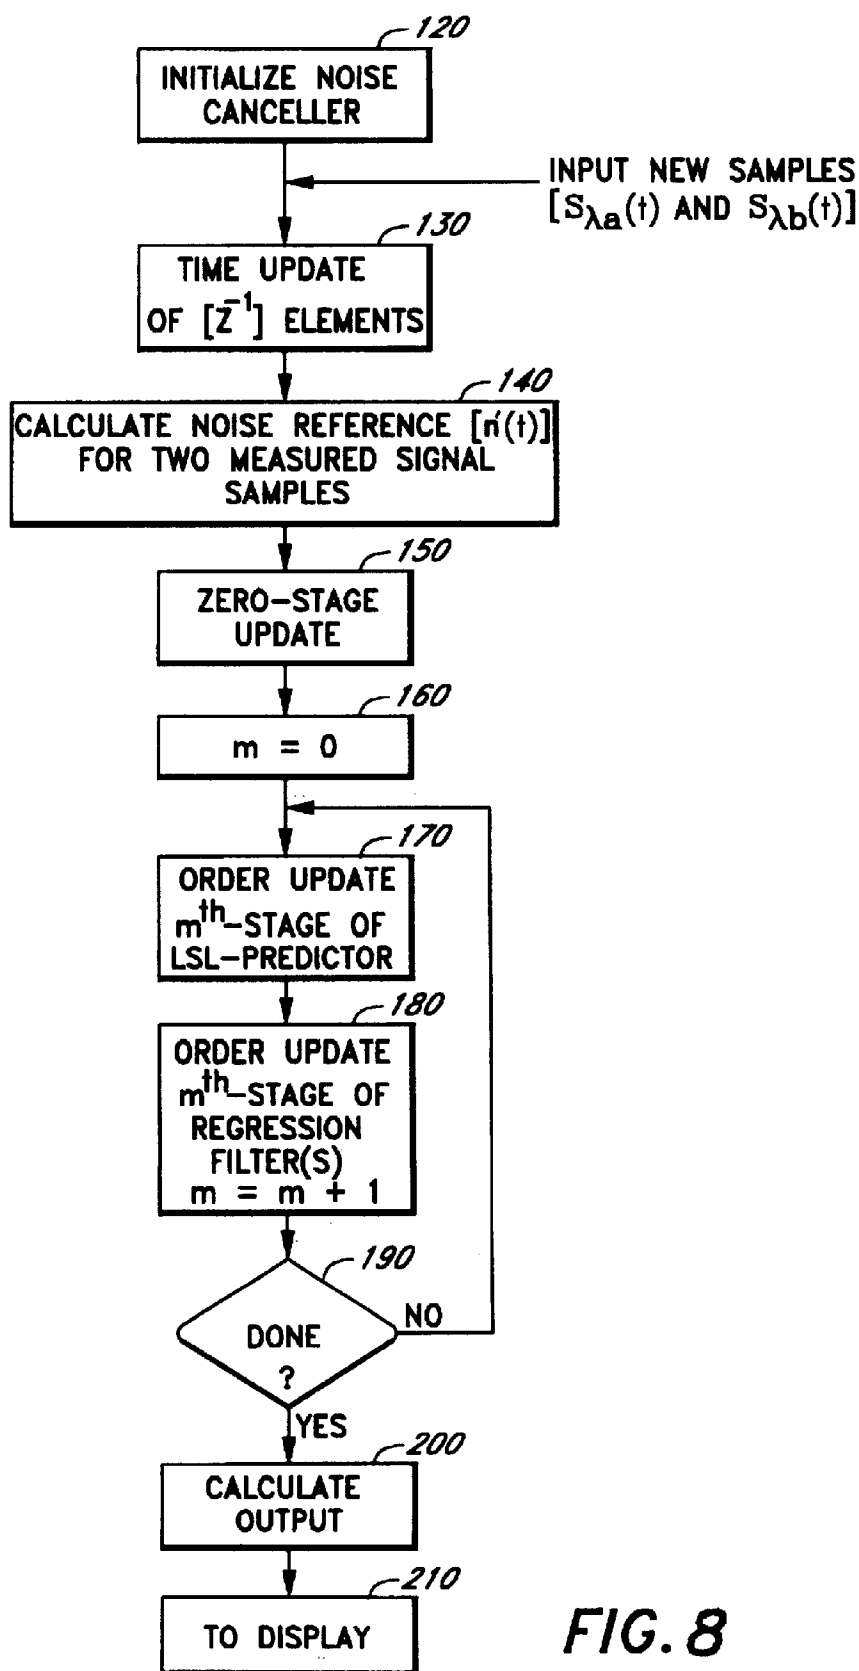 120
INITIALIZE NOISE
CANCELLER
INPUT NEW SAMPLES
[Sλa(t) AND Sλb(t)]
130
TIME UPDATE
OF [Z⁻¹] ELEMENTS
140
CALCULATE NOISE REFERENCE [n'(t)]
FOR TWO MEASURED SIGNAL
SAMPLES
150
ZERO-STAGE
UPDATE
160
m = 0
170
ORDER UPDATE
mth-STAGE OF
LSL-PREDICTOR
180
ORDER UPDATE
mth-STAGE OF
REGRESSION
FILTER(S)
m = m + 1
190
DONE
?
NO
YES
200
CALCULATE
OUTPUT
210
TO DISPLAY
FIG. 8